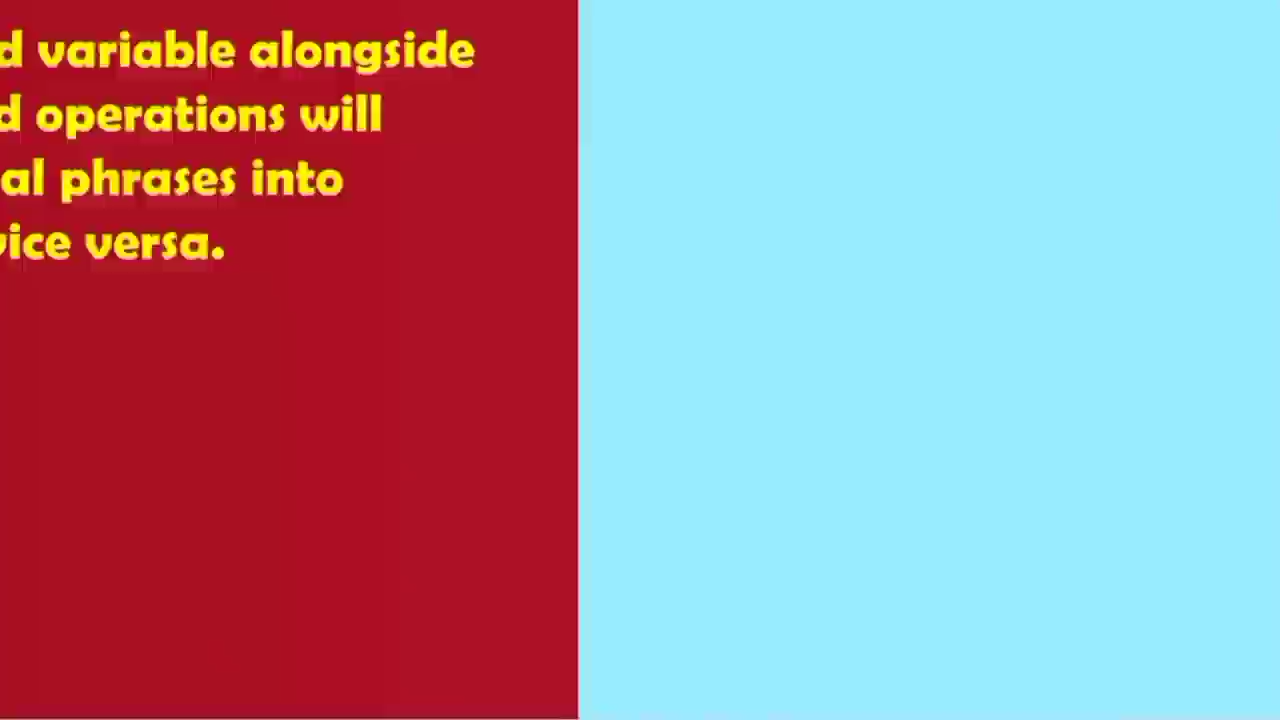 d variable alongside
d operations will
al phrases into
vice versa.